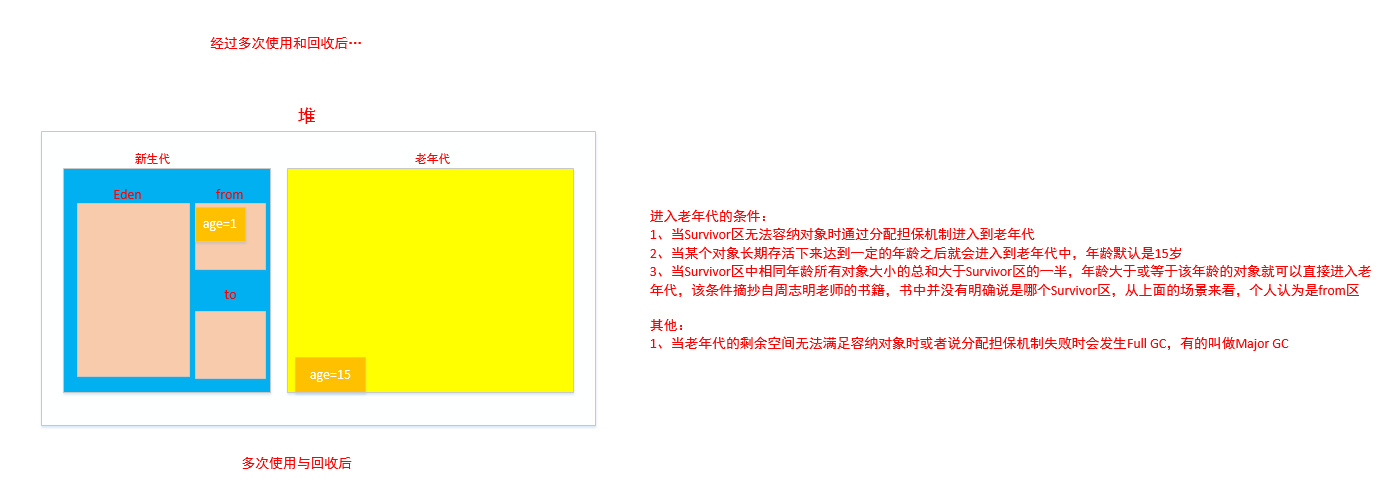 经过多次使用和回收后…
堆
新生代
老年代
Eden
from
age=1
to
age=15
多次使用与回收后
进入老年代的条件：
1、当Survivor区无法容纳对象时通过分配担保机制进入到老年代
2、当某个对象长期存活下来达到一定的年龄之后就会进入到老年代中，年龄默认是15岁
3、当Survivor区中相同年龄所有对象大小的总和大于Survivor区的一半，年龄大于或等于该年龄的对象就可以直接进入老
年代，该条件摘抄自周志明老师的书籍，书中并没有明确说是哪个Survivor区，从上面的场景来看，个人认为是from区
其他：
1、当老年代的剩余空间无法满足容纳对象时或者说分配担保机制失败时会发生Full GC，有的叫做Major GC